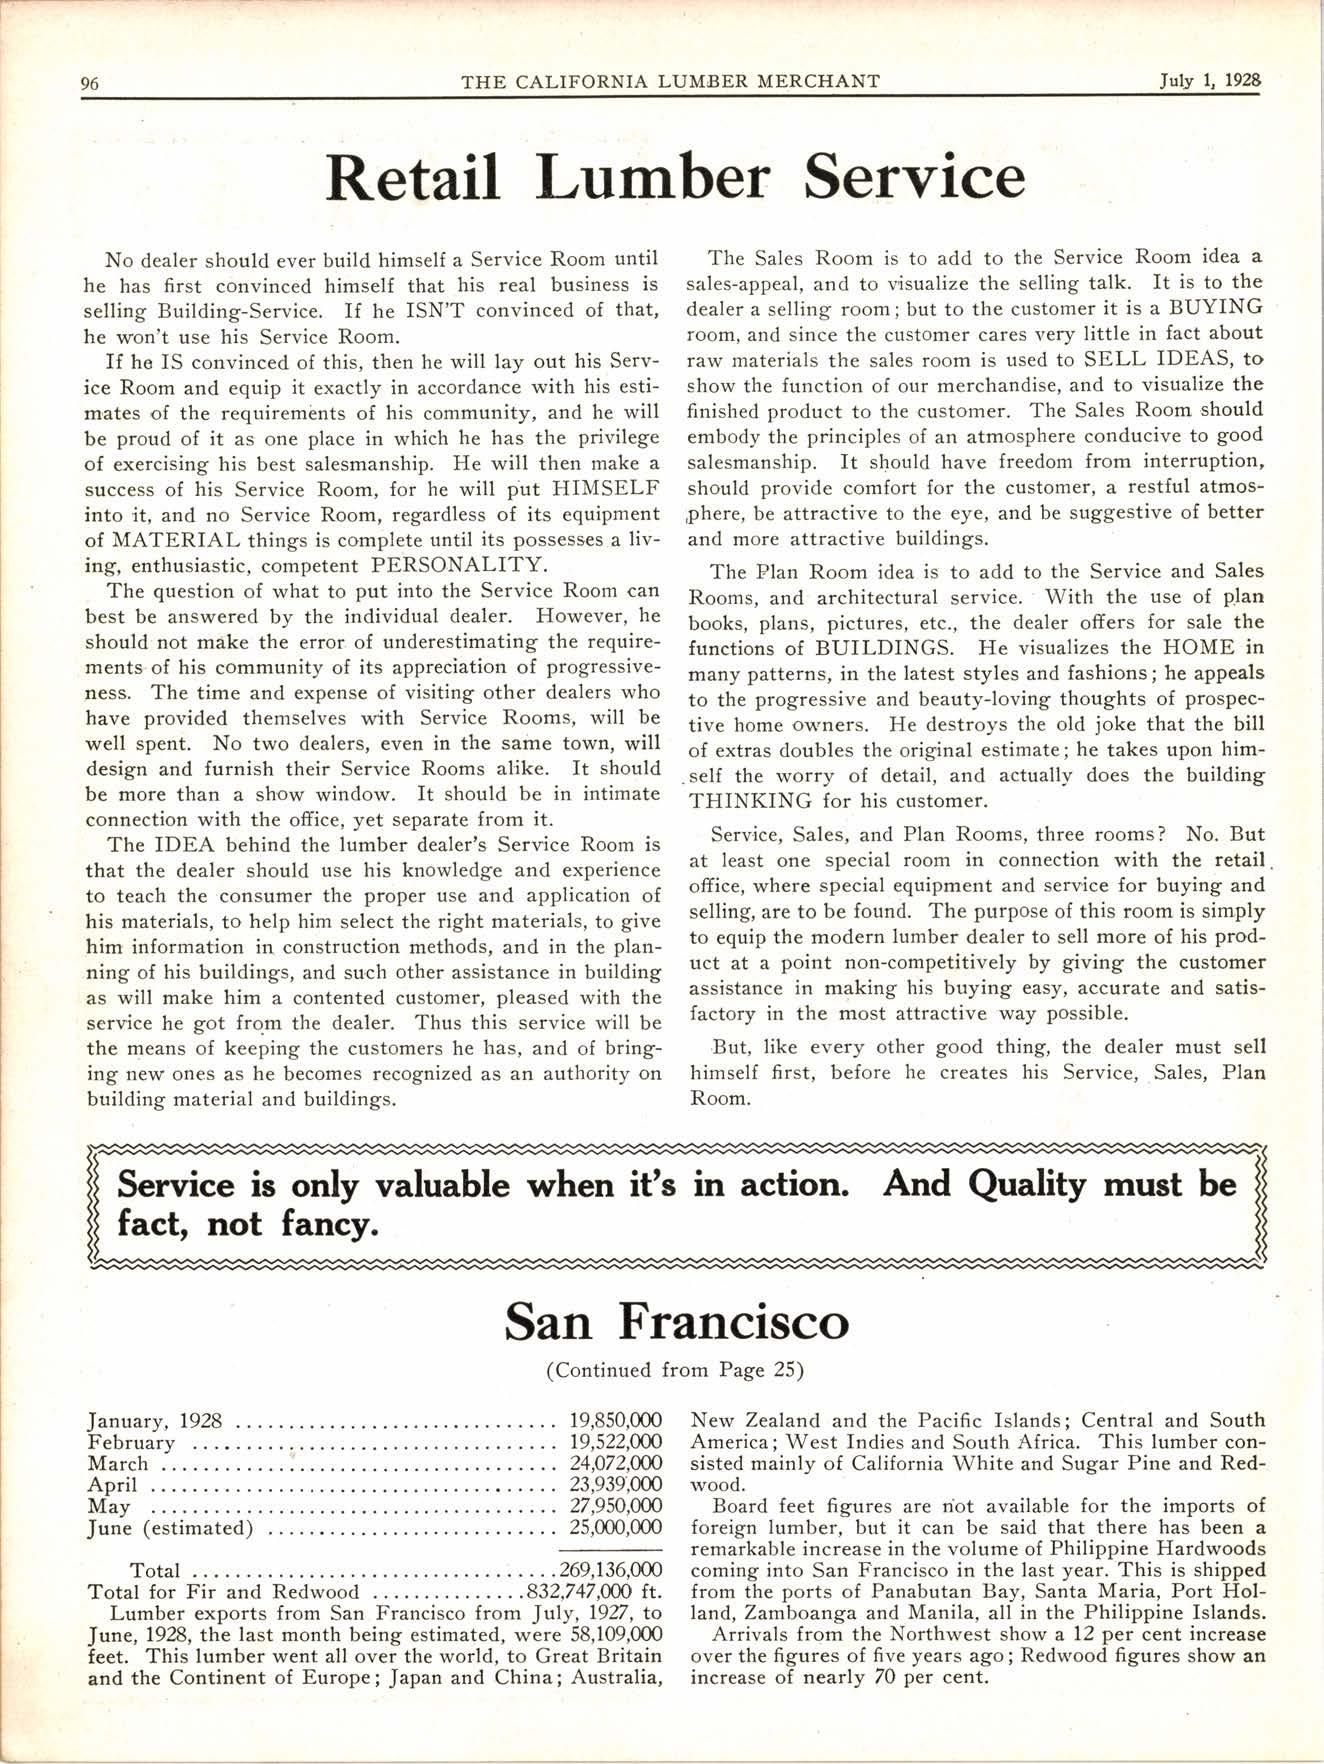 96
THE CALIFORNIA LUMBER MERCHANT
July 1, 1928
Retail Lumber Service
No dealer should ever build himself a Service Room until
he has first convinced himself that his real business is
selling Building-Service. If he ISN'T convinced of that,
he won't use his Service Room.
If he IS convinced of this, then he will lay out his Serv-
ice Room and equip it exactly in accordance with his esti-
mates of the requirements of his community, and he will
be proud of it as one place in which he has the privilege
of exercising his best salesmanship. He will then make a
success of his Service Room, for he will put HIMSELF
into it, and no Service Room, regardless of its equipment
of MATERIAL things is complete until its possesses a liv-
ing, enthusiastic, competent PERSONALITY.
The question of what to put into the Service Room can
best be answered by the individual dealer. However, he
should not make the error of underestimating the require-
ments of his community of its appreciation of progressive-
ness. The time and expense of visiting other dealers who
have provided themselves with Service Rooms, will be
well spent. No two dealers, even in the same town, will
design and furnish their Service Rooms alike. It should
be more than a show window. It should be in intimate
connection with the office, yet separate from it.
The IDEA behind the lumber dealer's Service Room is
that the dealer should use his knowledge and experience
to teach the consumer the proper use and application of
his materials, to help him select the right materials, to give
him information in construction methods, and in the plan-
ning of his buildings, and such other assistance in building
as will make him a contented customer, pleased with the
service he got from the dealer. Thus this service will be
the means of keeping the customers he has, and of bring-
ing new ones as he becomes recognized as an authority on
building material and buildings.
The Sales Room is to add to the Service Room idea a
sales-appeal, and to visualize the selling talk. It is to the
dealer a selling room; but to the customer it is a BUYING
room, and since the customer cares very little in fact about
raw materials the sales room is used to SELL IDEAS, to
show the function of our merchandise, and to visualize the
finished product to the customer. The Sales Room should
embody the principles of an atmosphere conducive to good
salesmanship. It should have freedom from interruption,
should provide comfort for the customer, a restful atmos-
phere, be attractive to the eye, and be suggestive of better
and more attractive buildings.
The Plan Room idea is to add to the Service and Sales
Rooms, and architectural service. With the use of plan
books, plans, pictures, etc., the dealer offers for sale the
functions of BUILDINGS. He visualizes the HOME in
many patterns, in the latest styles and fashions; he appeals
to the progressive and beauty-loving thoughts of prospec-
tive home owners. He destroys the old joke that the bill
of extras doubles the original estimate; he takes upon him-
self the worry of detail, and actually does the building
THINKING for his customer.
Service, Sales, and Plan Rooms, three rooms? No. But
at least one special room in connection with the retail
office, where special equipment and service for buying and
selling, are to be found. The purpose of this room is simply
to equip the modern lumber dealer to sell more of his prod-
uct at a point non-competitively by giving the customer
assistance in making his buying easy, accurate and satis-
factory in the most attractive way possible.
But, like every other good thing, the dealer must sell
himself first, before he creates his Service, Sales, Plan
Room.
Service is only valuable when it's in action. And Quality must be
fact, not fancy.
San Francisco
(Continued from Page 25)
January, 1928 .............................. 19,850,000
February .................................. 19,522,000
March ..................................... 24,072,000
April ...................................... 23,939,000
May ...................................... 27,950,000
June (estimated) ........................... 25,000,000
Total ..................................269,136,000
Total for Fir and Redwood ...............832,747,000 ft.
Lumber exports from San Francisco from July, 1927, to
June, 1928, the last month being estimated, were 58,109,000
feet. This lumber went all over the world, to Great Britain
and the Continent of Europe; Japan and China; Australia,
New Zealand and the Pacific Islands; Central and South
America; West Indies and South Africa. This lumber con-
sisted mainly of California White and Sugar Pine and Red-
wood.
Board feet figures are not available for the imports of
foreign lumber, but it can be said that there has been a
remarkable increase in the volume of Philippine Hardwoods
coming into San Francisco in the last year. This is shipped
from the ports of Panabutan Bay, Santa Maria, Port Hol-
land, Zamboanga and Manila, all in the Philippine Islands.
Arrivals from the Northwest show a 12 per cent increase
over the figures of five years ago; Redwood figures show an
increase of nearly 70 per cent.